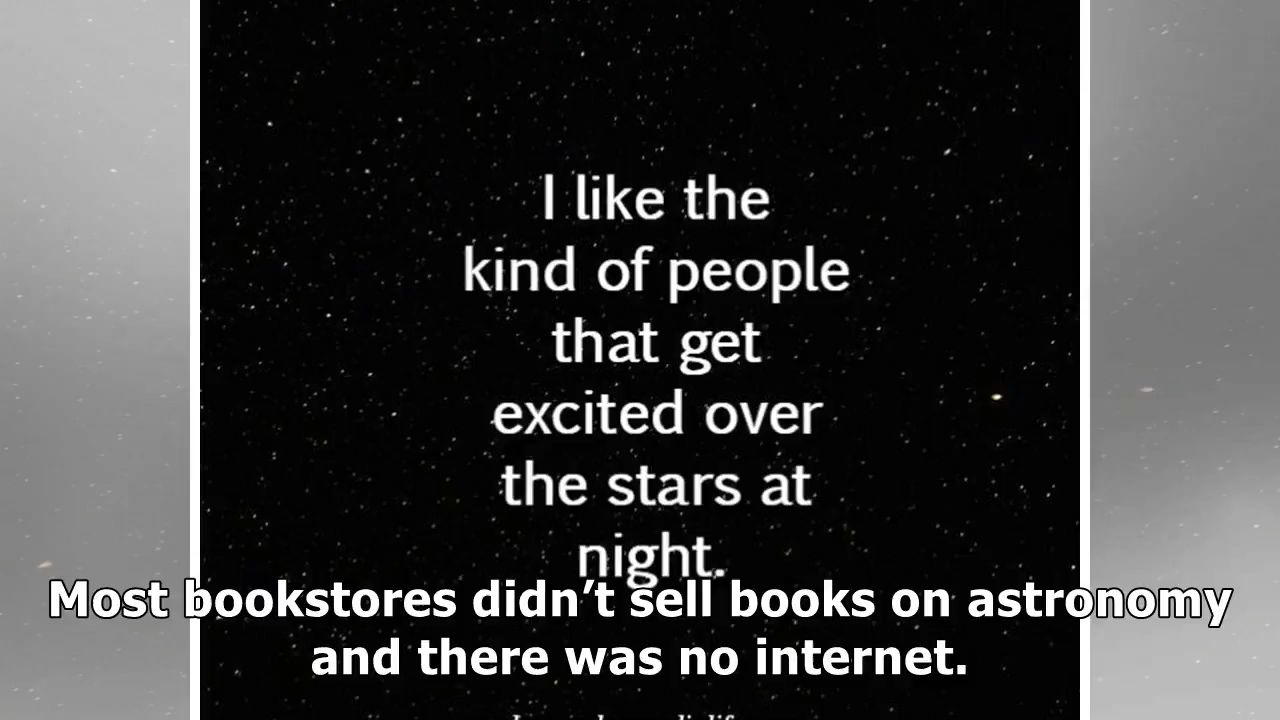 I like the
kind of people
that get
excited over
the stars at
night.
Most bookstores didn’t sell books on astronomy
and there was no internet.